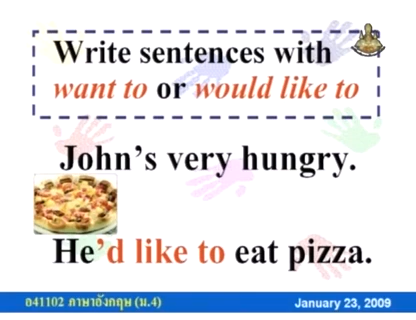 Write sentences with
want to or would like to
John's very hungry.
He'd like to eat pizza.
อ41102 ภาษาอังกฤษ (ม.4)
January 23, 2009